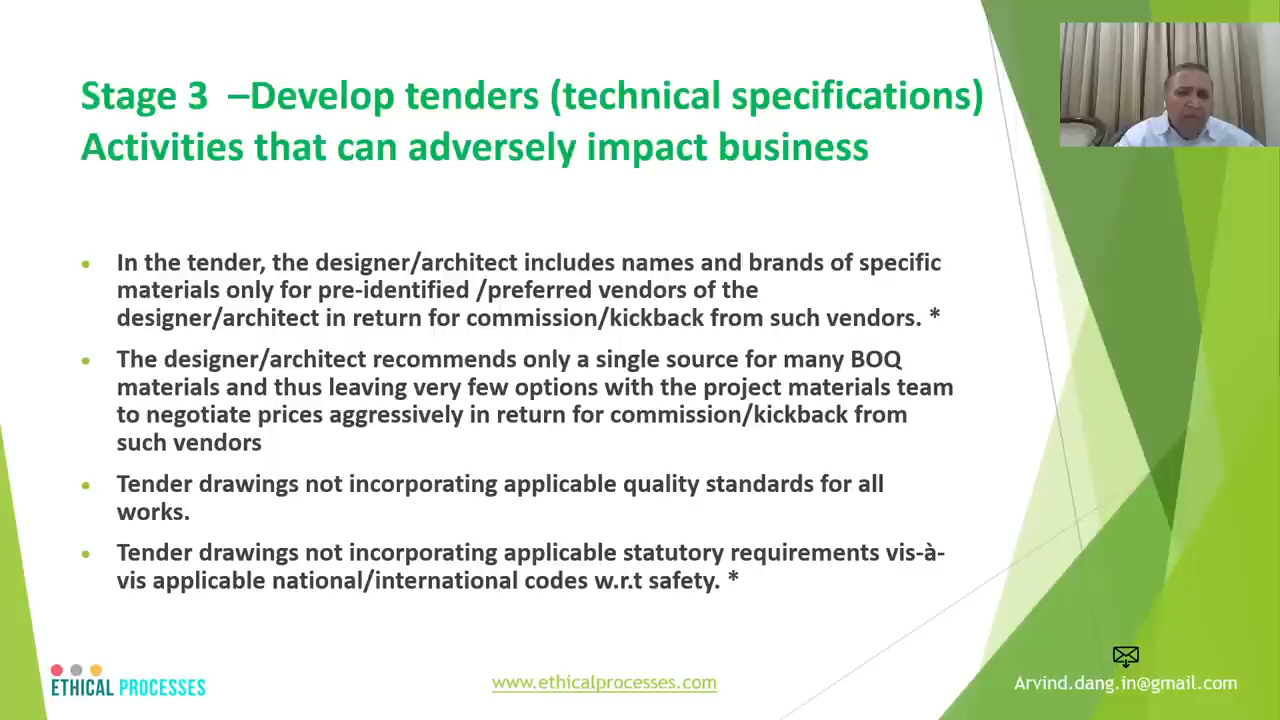 Stage 3 –Develop tenders (technical specifications)
Activities that can adversely impact business
In the tender, the designer/architect includes names and brands of specific
materials only for pre-identified /preferred vendors of the
designer/architect in return for commission/kickback from such vendors. *
The designer/architect recommends only a single source for many BOQ
materials and thus leaving very few options with the project materials team
to negotiate prices aggressively in return for commission/kickback from
such vendors
Tender drawings not incorporating applicable quality standards for all
works.
Tender drawings not incorporating applicable statutory requirements vis-à-
vis applicable national/international codes w.r.t safety. *
ETHICAL PROCESSES
www.ethicalprocesses.com
Arvind.dang.in@gmail.com